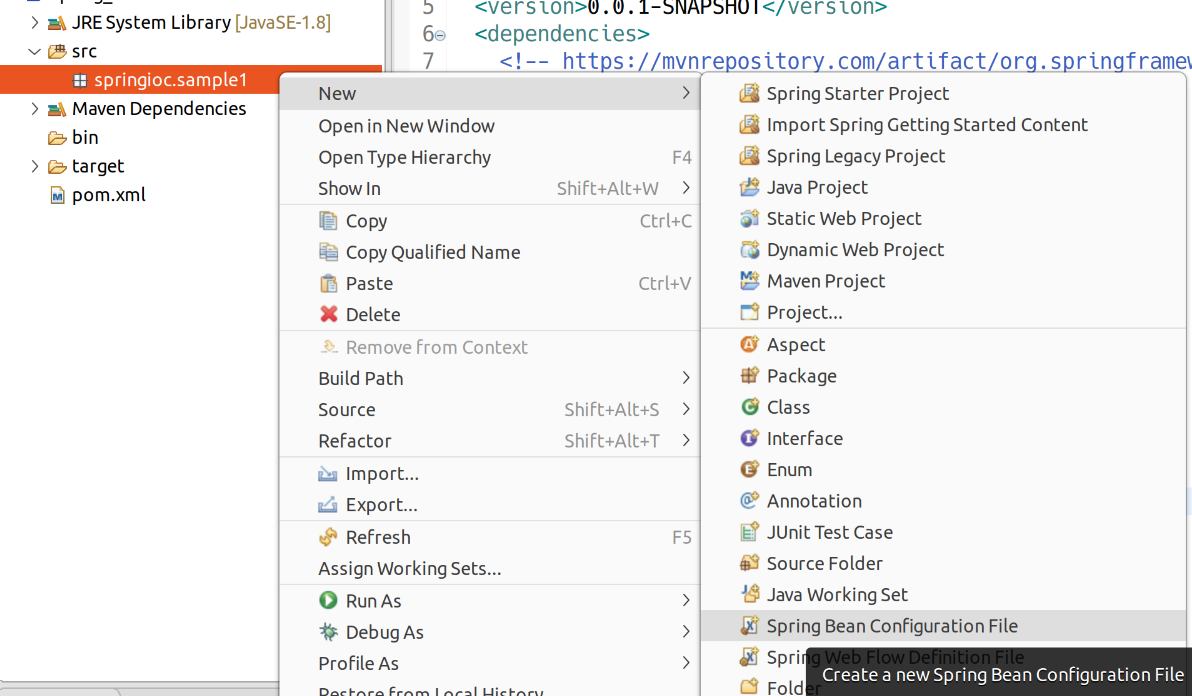 JRE System Library [JavaSE-1.8]
src
springioc.sample1
Maven Dependencies
bin
target
pom.xml
5 <version>0.0.1-SNAPSHOT</version>
6 <dependencies>
7 <!-- https://mvnrepository.com/artifact/org.springframew
New
Open in New Window
Open Type Hierarchy F4
Show In Shift+Alt+W
Copy Ctrl+C
Copy Qualified Name
Paste Ctrl+V
Delete
Remove from Context
Build Path
Source Shift+Alt+S
Refactor Shift+Alt+T
Import...
Export...
Refresh F5
Assign Working Sets...
Run As
Debug As
Profile As
Restore from Local History
Spring Starter Project
Import Spring Getting Started Content
Spring Legacy Project
Java Project
Static Web Project
Dynamic Web Project
Maven Project
Project...
Aspect
Package
Class
Interface
Enum
Annotation
JUnit Test Case
Source Folder
Java Working Set
Spring Bean Configuration File
Spring Web Flow Definition File
Folder
Create a new Spring Bean Configuration File